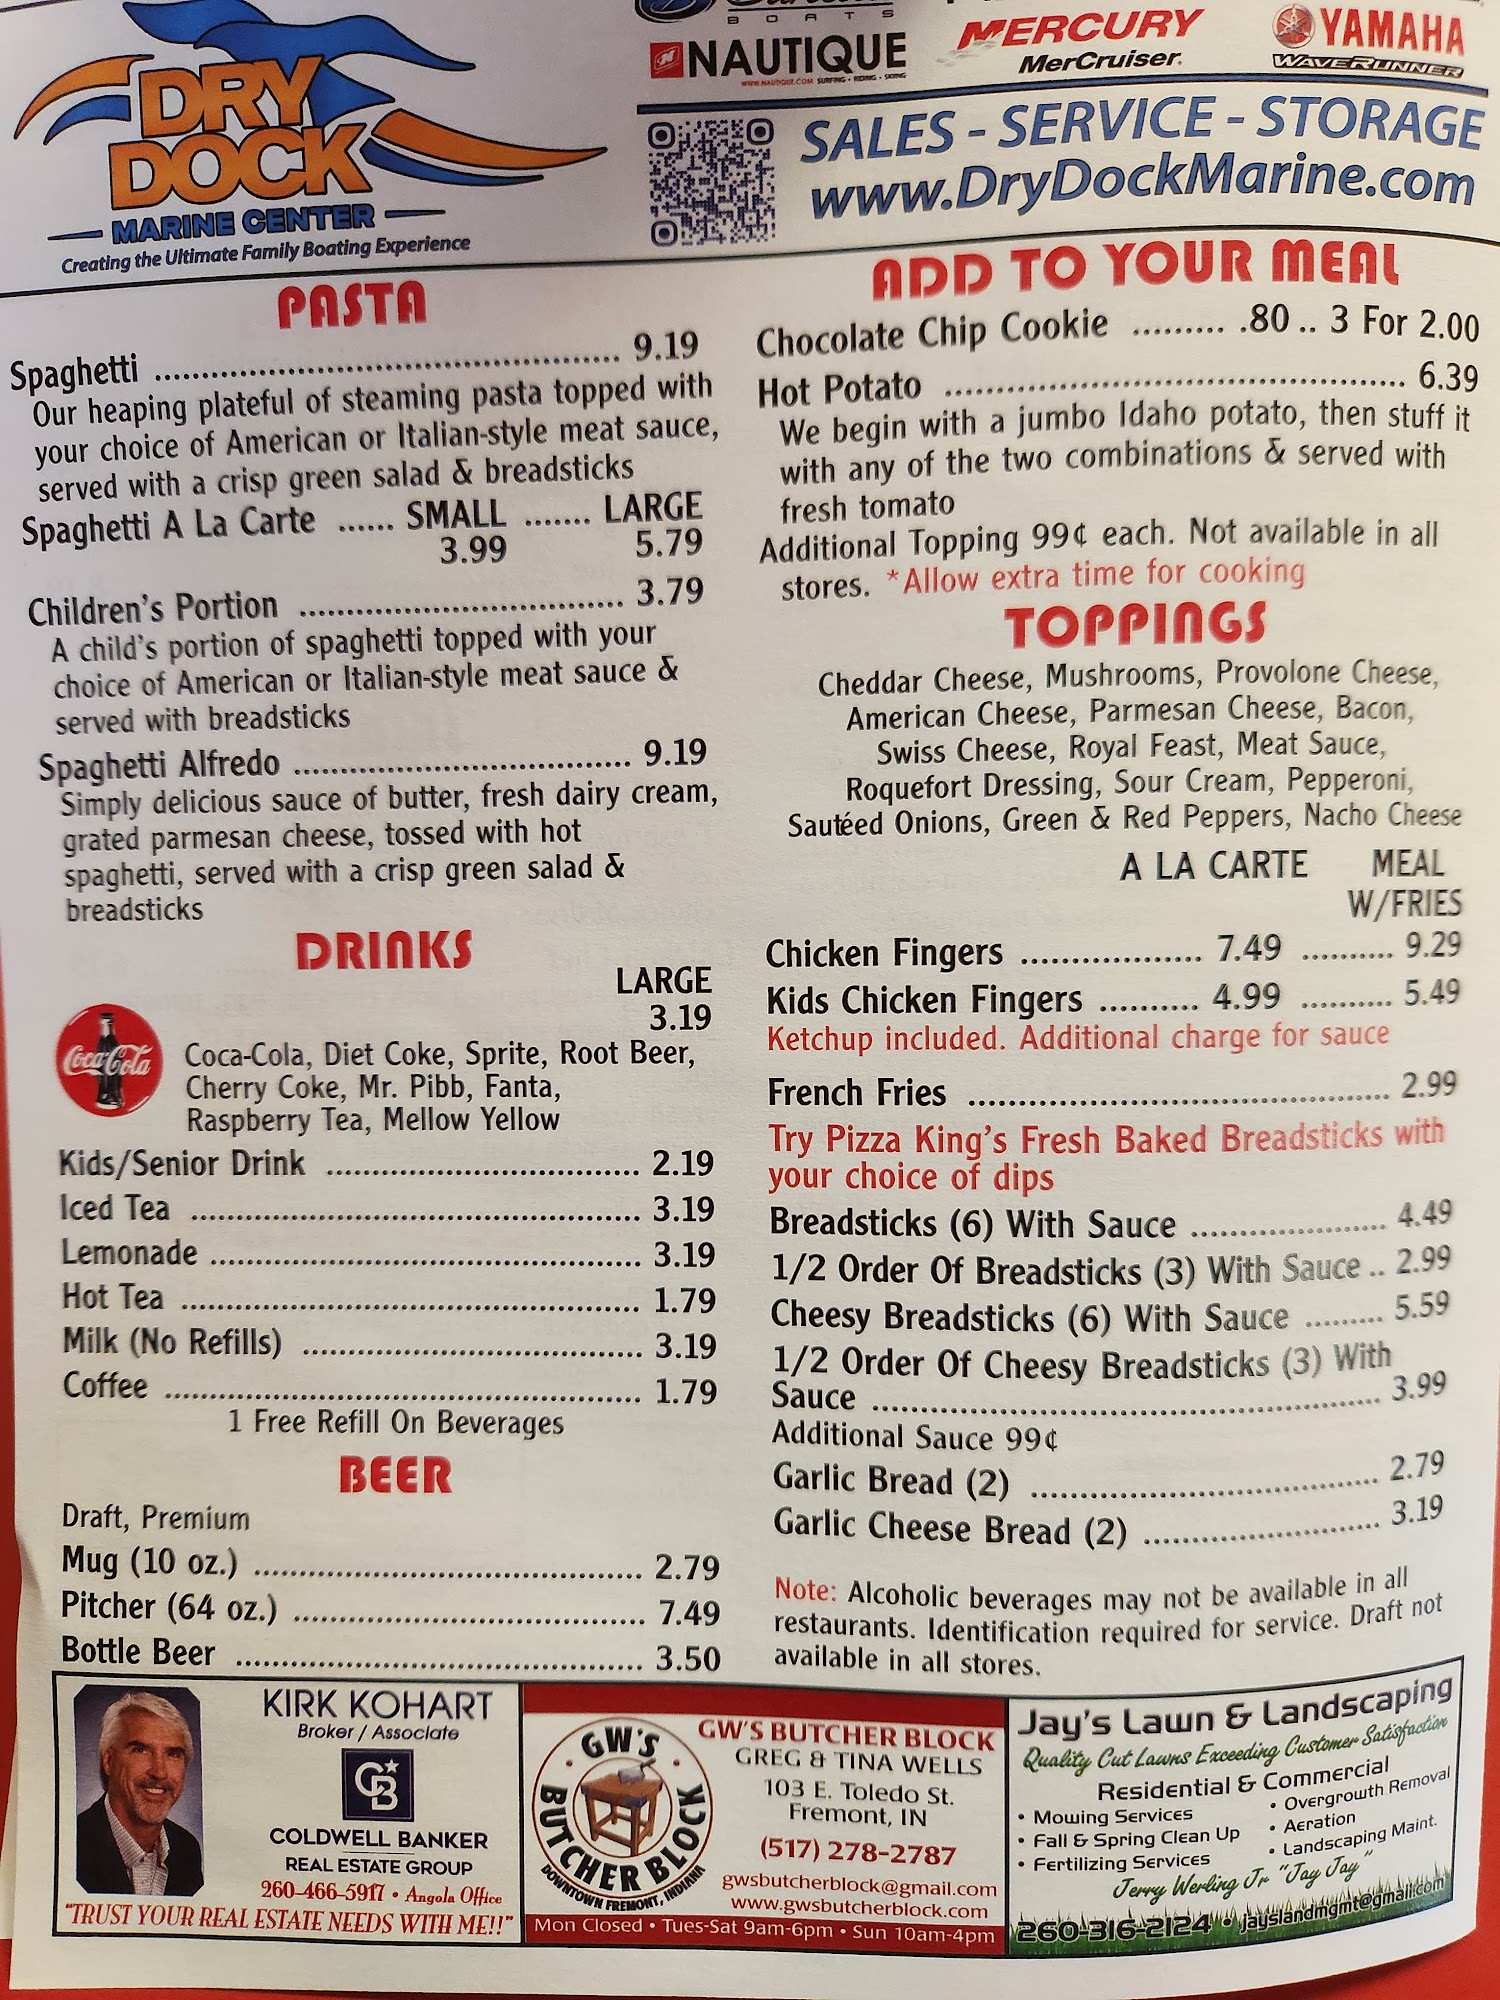 DRY
DOCK
MARINE CENTER
Creating the Ultimate Family Boating Experience
BOATS
NAUTIQUE
WWW.NAUTIQUE.COM SURFING • RIDING • SKIING
MERCURY
MerCruiser
YAMAHA
WAVERUNNER
SALES - SERVICE - STORAGE
www.DryDockMarine.com
PASTA
Spaghetti ........ 9.19
Our heaping plateful of steaming pasta topped with
your choice of American or Italian-style meat sauce,
served with a crisp green salad & breadsticks
Spaghetti A La Carte ...... SMALL ....... LARGE
3.99 5.79
Children's Portion ........ 3.79
A child's portion of spaghetti topped with your
choice of American or Italian-style meat sauce &
served with breadsticks
Spaghetti Alfredo ........ 9.19
Simply delicious sauce of butter, fresh dairy cream,
grated parmesan cheese, tossed with hot
spaghetti, served with a crisp green salad &
breadsticks
DRINKS
LARGE
3.19
Coca-Cola
Coca-Cola, Diet Coke, Sprite, Root Beer,
Cherry Coke, Mr. Pibb, Fanta,
Raspberry Tea, Mellow Yellow
Kids/Senior Drink ........ 2.19
Iced Tea ........ 3.19
Lemonade ........ 3.19
Hot Tea ........ 1.79
Milk (No Refills) ........ 3.19
Coffee ........ 1.79
1 Free Refill On Beverages
BEER
Draft, Premium
Mug (10 oz.) ........ 2.79
Pitcher (64 oz.) ........ 7.49
Bottle Beer ........ 3.50
ADD TO YOUR MEAL
Chocolate Chip Cookie ......... .80 .. 3 For 2.00
Hot Potato ........ 6.39
We begin with a jumbo Idaho potato, then stuff it
with any of the two combinations & served with
fresh tomato
Additional Topping 99¢ each. Not available in all
stores. *Allow extra time for cooking
TOPPINGS
Cheddar Cheese, Mushrooms, Provolone Cheese,
American Cheese, Parmesan Cheese, Bacon,
Swiss Cheese, Royal Feast, Meat Sauce,
Roquefort Dressing, Sour Cream, Pepperoni,
Sautéed Onions, Green & Red Peppers, Nacho Cheese
A LA CARTE MEAL
W/FRIES
Chicken Fingers ........ 7.49 .......... 9.29
Kids Chicken Fingers .......... 4.99 .......... 5.49
Ketchup included. Additional charge for sauce
French Fries ........ 2.99
Try Pizza King's Fresh Baked Breadsticks with
your choice of dips
Breadsticks (6) With Sauce ........ 4.49
1/2 Order Of Breadsticks (3) With Sauce .. 2.99
Cheesy Breadsticks (6) With Sauce ......... 5.59
1/2 Order Of Cheesy Breadsticks (3) With
Sauce ........ 3.99
Additional Sauce 99¢
Garlic Bread (2) ........ 2.79
Garlic Cheese Bread (2) ........ 3.19
Note: Alcoholic beverages may not be available in all
restaurants. Identification required for service. Draft not
available in all stores.
KIRK KOHART
Broker / Associate
CB
COLDWELL BANKER
REAL ESTATE GROUP
260-466-5917 • Angola Office
"TRUST YOUR REAL ESTATE NEEDS WITH ME!!"
GW'S
BUTCHER BLOCK
DOWNTOWN FREMONT, INDIANA
GW'S BUTCHER BLOCK
GREG & TINA WELLS
103 E. Toledo St.
Fremont, IN
(517) 278-2787
gwsbutcherblock@gmail.com
www.gwsbutcherblock.com
Mon Closed • Tues-Sat 9am-6pm • Sun 10am-4pm
Jay's Lawn & Landscaping
Quality Cut Lawns Exceeding Customer Satisfaction
Residential & Commercial
• Mowing Services
• Fall & Spring Clean Up
• Fertilizing Services
• Overgrowth Removal
• Aeration
• Landscaping Maint.
Jerry Werling Jr "Jay Jay"
260-316-2124 • jayslandmgmt@gmail.com